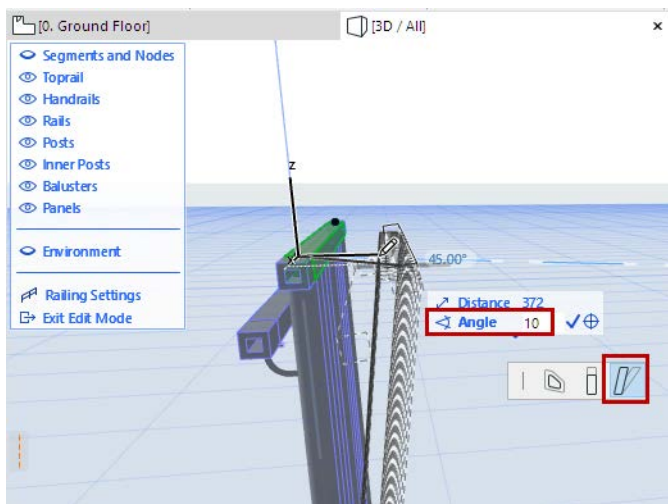 [0. Ground Floor]
[3D / All]
Segments and Nodes
Toprail
Handrails
Rails
Posts
Inner Posts
Balusters
Panels
Environment
Railing Settings
Exit Edit Mode
z
x
45.00°
Distance 372
Angle 10